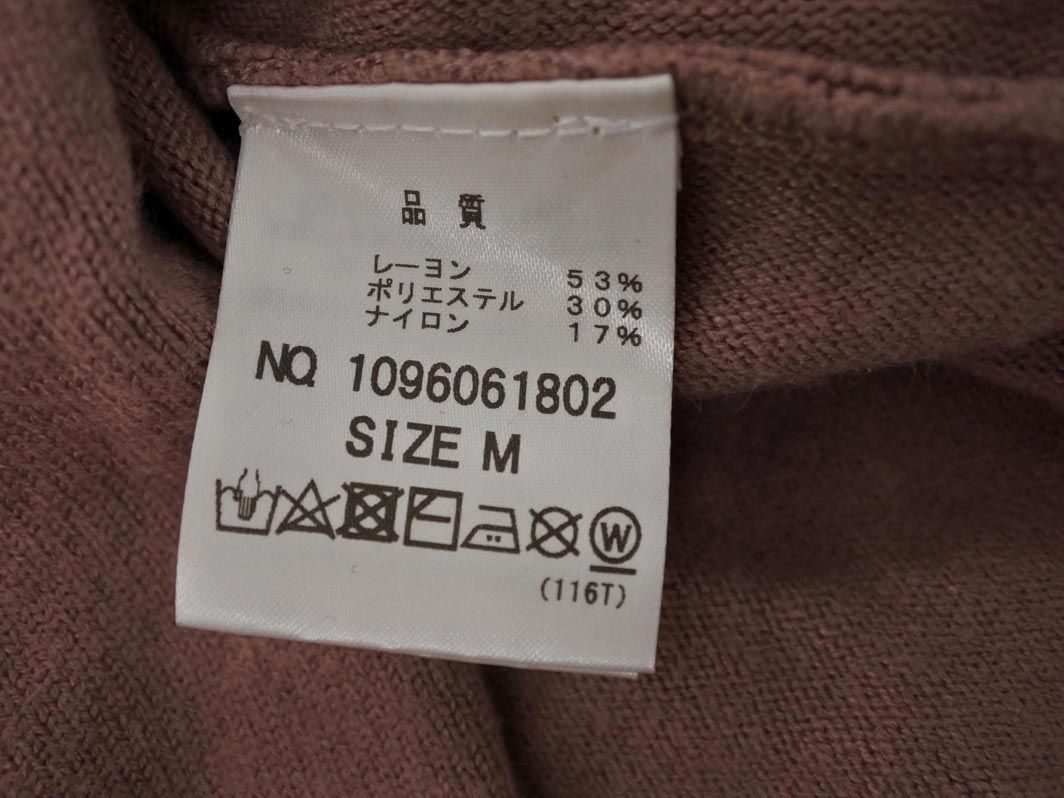 品質
レーヨン 53%
ポリエステル 30%
ナイロン 17%
NO. 1096061802
SIZE M
W
(116T)